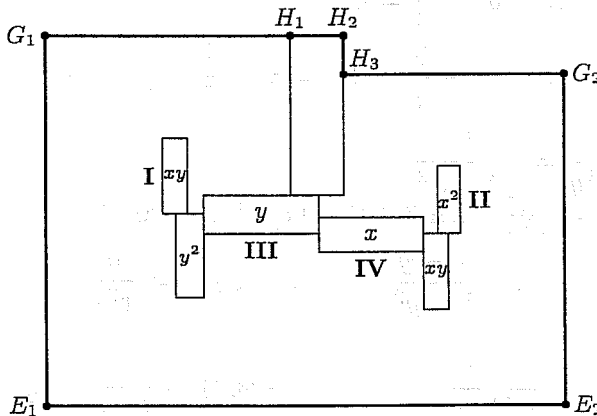 H₁ H₂
G₁
H₃
G₂
I xy
x² II
y
y² III
x
IV xy
E₁ E₂